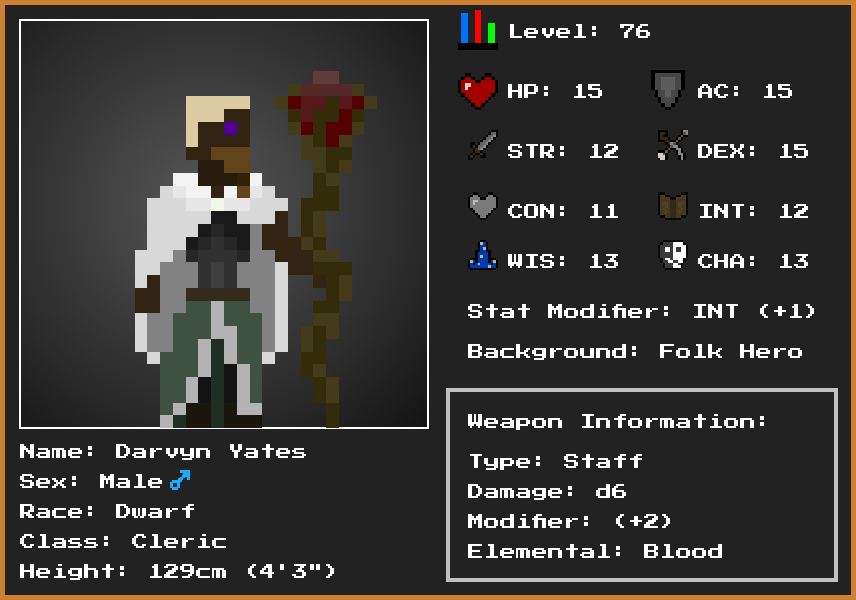 Level: 76
HP: 15
AC: 15
STR: 12
DEX: 15
CON: 11
INT: 12
WIS: 13
CHA: 13
Stat Modifier: INT (+1)
Background: Folk Hero
Weapon Information:
Type: Staff
Damage: d6
Modifier: (+2)
Elemental: Blood
Name: Darvyn Yates
Sex: Male♂
Race: Dwarf
Class: Cleric
Height: 129cm (4'3")